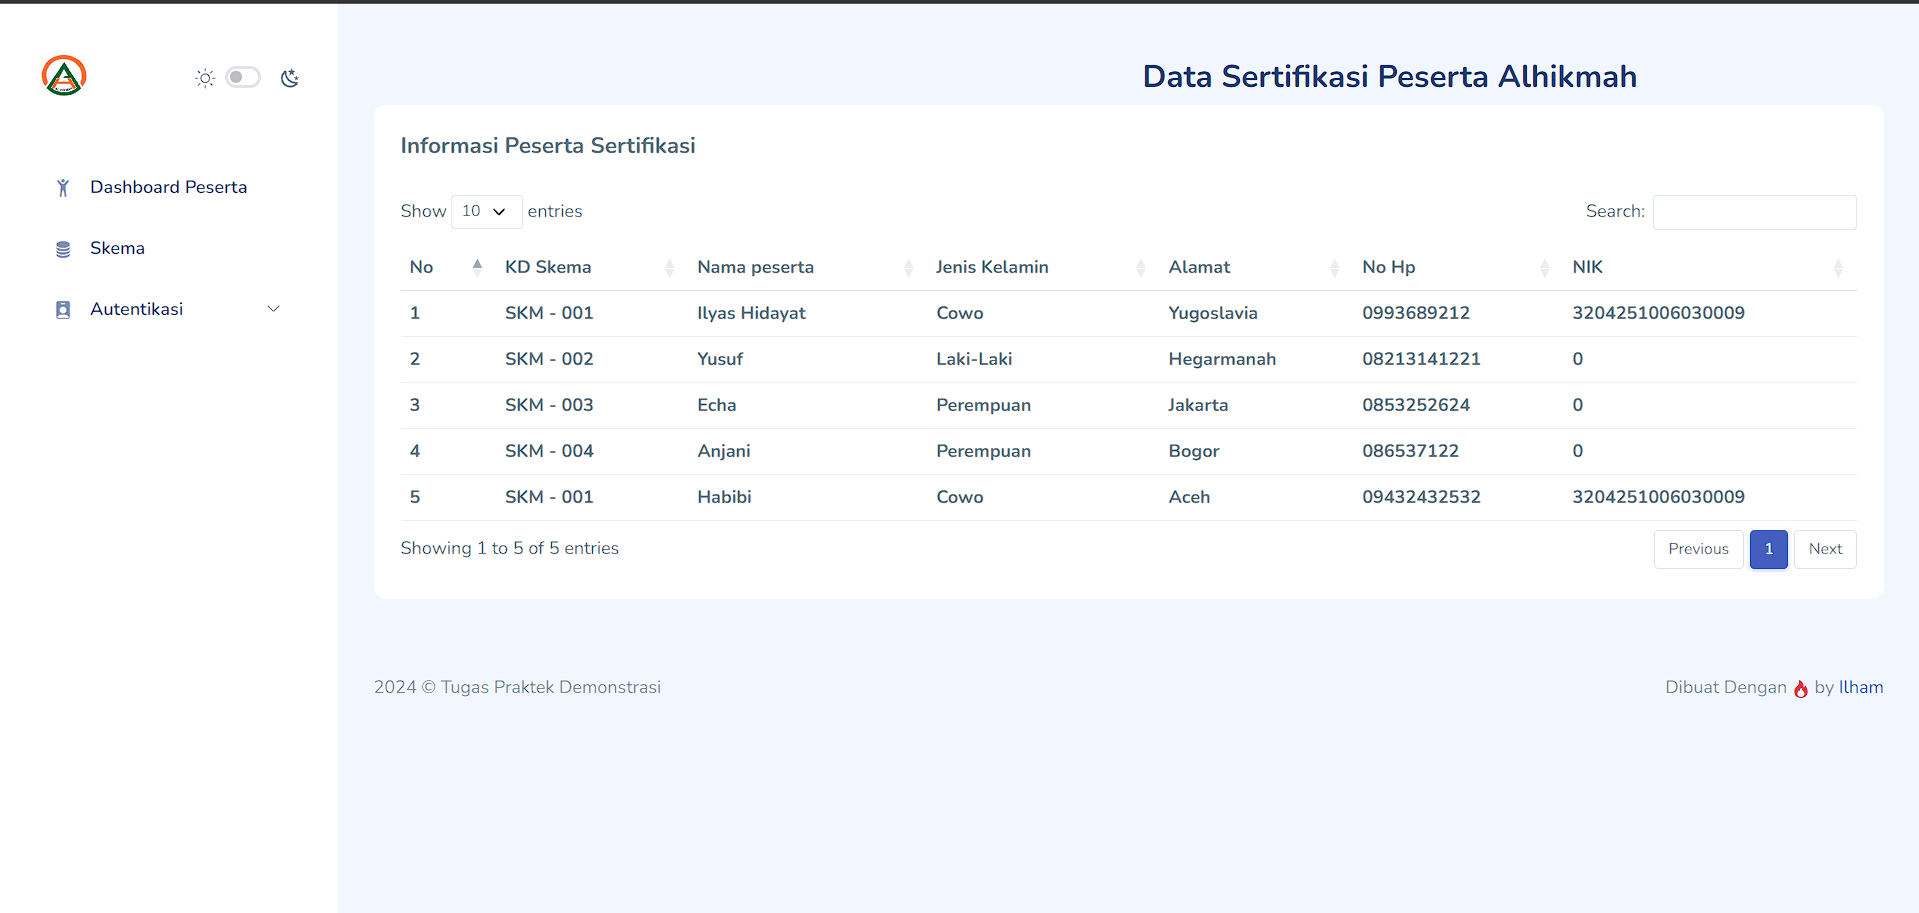 Data Sertifikasi Peserta Alhikmah
Dashboard Peserta
Skema
Autentikasi
Informasi Peserta Sertifikasi
Show 10 entries
Search:
No KD Skema Nama peserta Jenis Kelamin Alamat No Hp NIK
1 SKM - 001 Ilyas Hidayat Cowo Yugoslavia 0993689212 3204251006030009
2 SKM - 002 Yusuf Laki-Laki Hegarmanah 08213141221 0
3 SKM - 003 Echa Perempuan Jakarta 0853252624 0
4 SKM - 004 Anjani Perempuan Bogor 086537122 0
5 SKM - 001 Habibi Cowo Aceh 09432432532 3204251006030009
Showing 1 to 5 of 5 entries
Previous 1 Next
2024 © Tugas Praktek Demonstrasi
Dibuat Dengan by Ilham